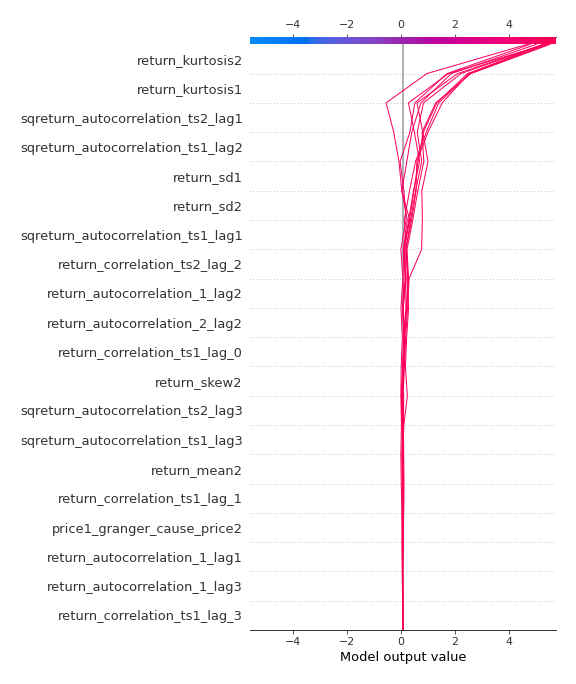 −4 −2 0 2 4
return_kurtosis2
return_kurtosis1
sqreturn_autocorrelation_ts2_lag1
sqreturn_autocorrelation_ts1_lag2
return_sd1
return_sd2
sqreturn_autocorrelation_ts1_lag1
return_correlation_ts2_lag_2
return_autocorrelation_1_lag2
return_autocorrelation_2_lag2
return_correlation_ts1_lag_0
return_skew2
sqreturn_autocorrelation_ts2_lag3
sqreturn_autocorrelation_ts1_lag3
return_mean2
return_correlation_ts1_lag_1
price1_granger_cause_price2
return_autocorrelation_1_lag1
return_autocorrelation_1_lag3
return_correlation_ts1_lag_3
−4 −2 0 2 4
Model output value